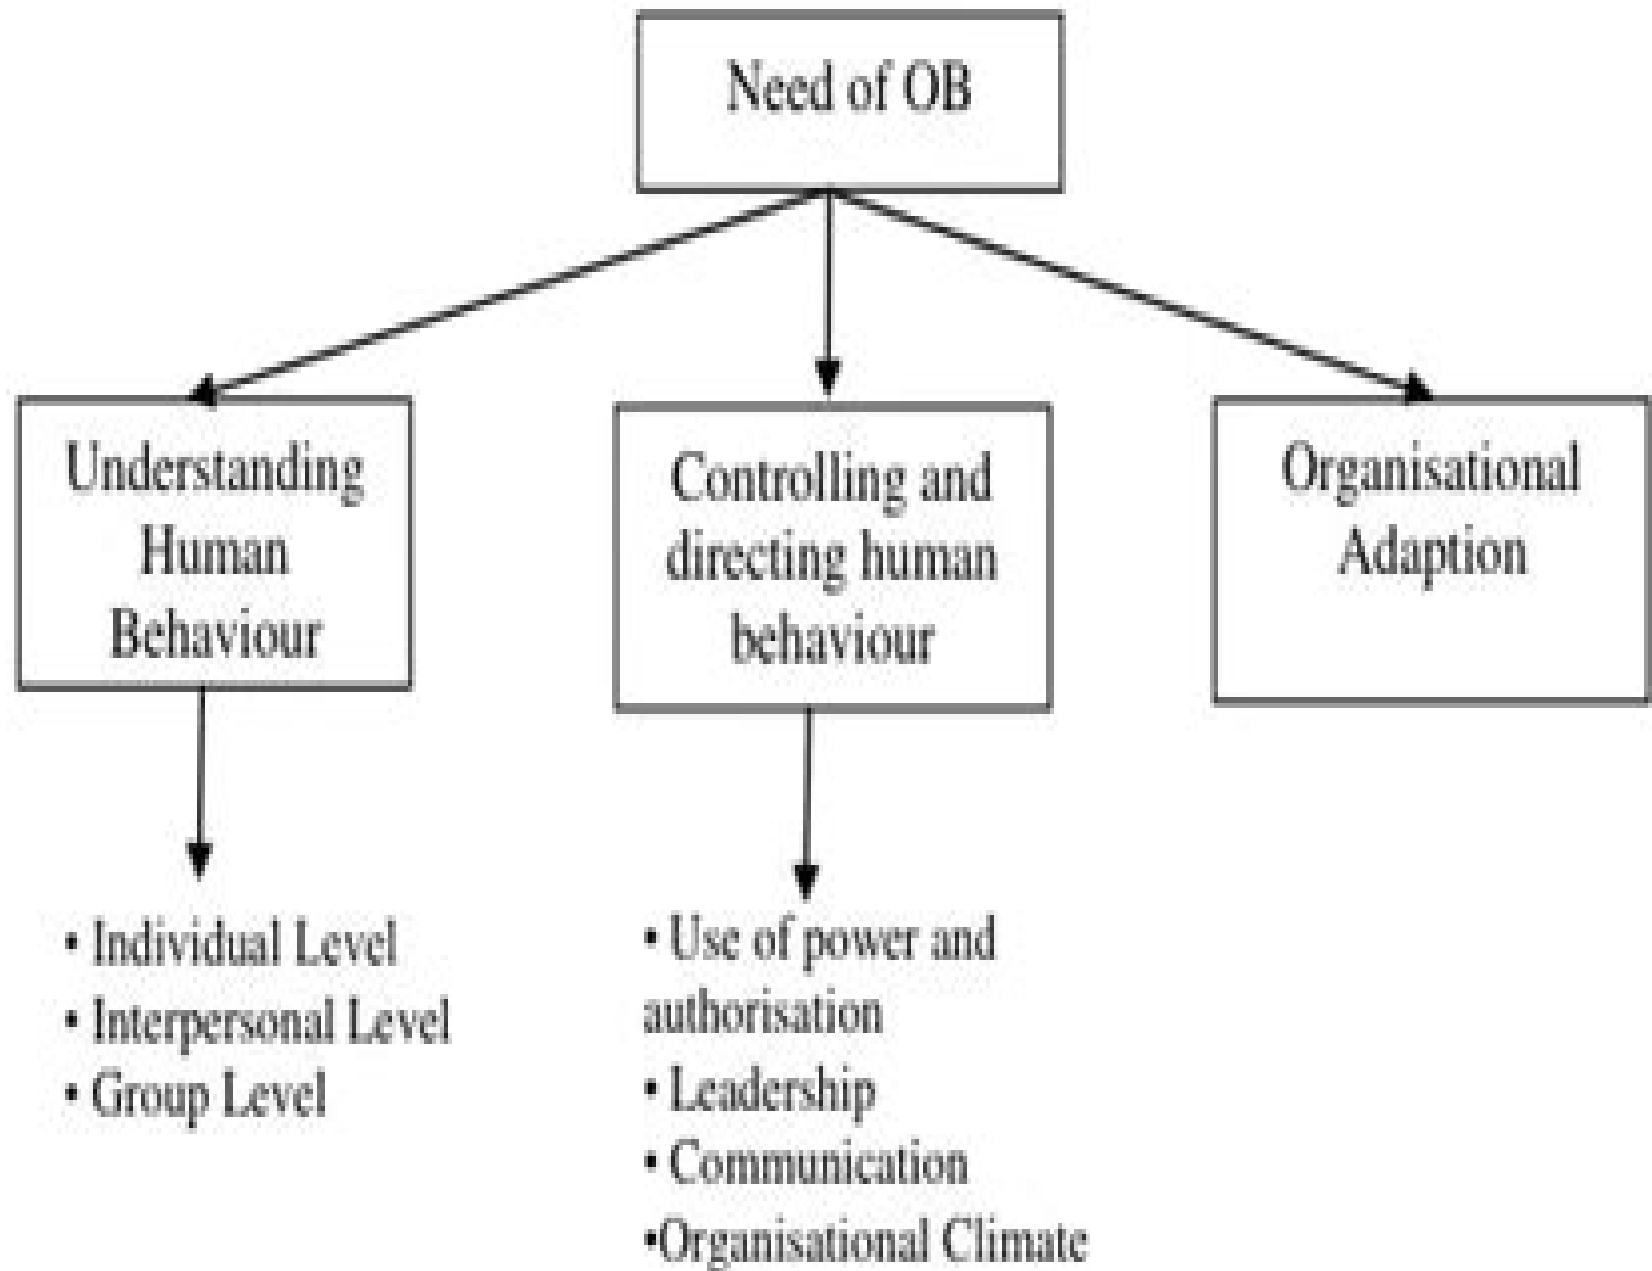 Need of OB
Understanding
Human
Behaviour
Controlling and
directing human
behaviour
Organisational
Adaption
• Individual Level
• Interpersonal Level
• Group Level
• Use of power and
authorisation
• Leadership
• Communication
•Organisational Climate